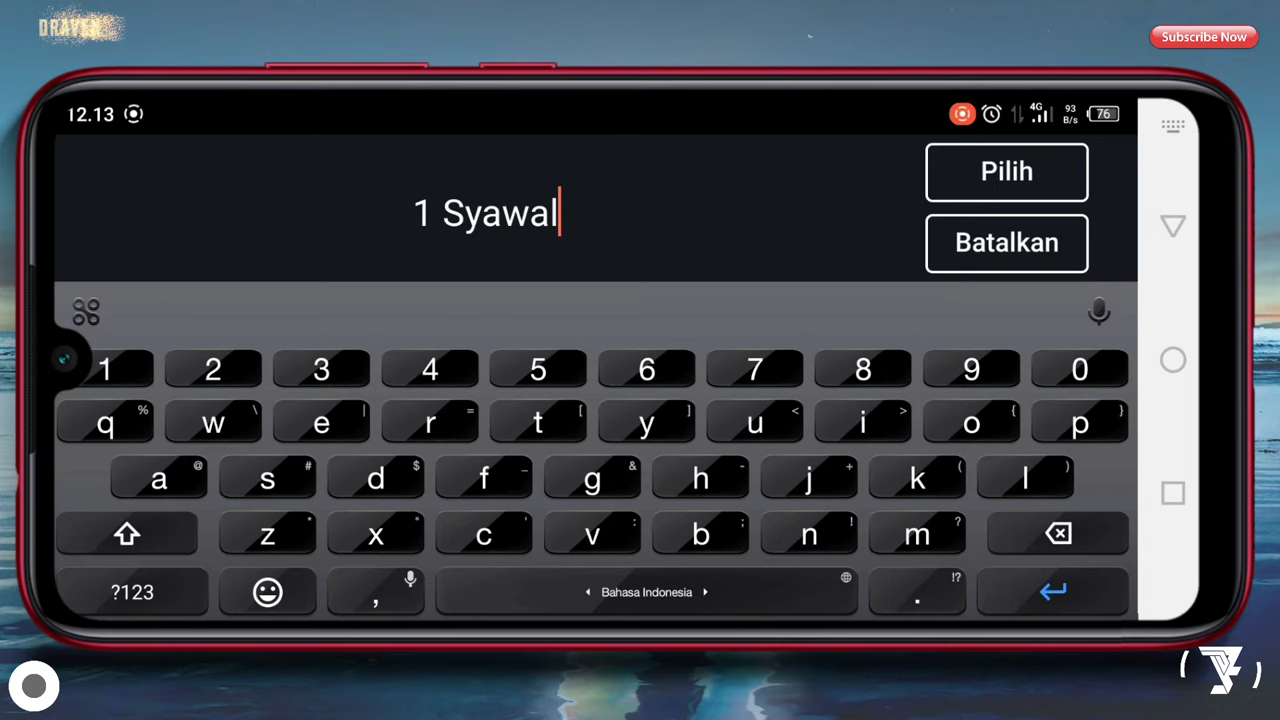 DRAVEN
Subscribe Now
12.13
4G
93
B/s
76
1 Syawal
Pilih
Batalkan
1 2 3 4 5 6 7 8 9 0
q % w \ e | r = t [ y ] u < i > o { p }
a @ s # d $ f _ g & h - j + k ( l )
z * x " c ' v : b ; n ! m ?
?123 , Bahasa Indonesia . !?